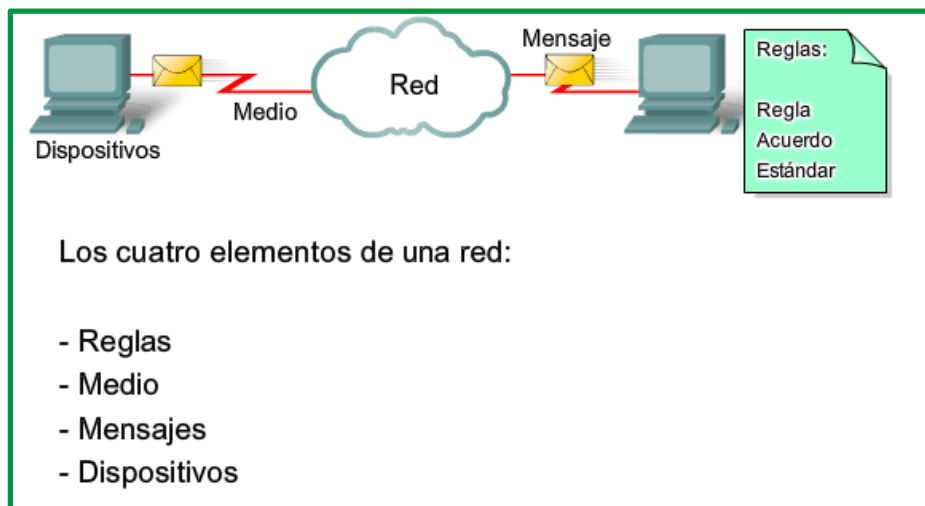 Mensaje
Reglas:
Red
Medio
Regla
Acuerdo
Estándar
Dispositivos
Los cuatro elementos de una red:
- Reglas
- Medio
- Mensajes
- Dispositivos